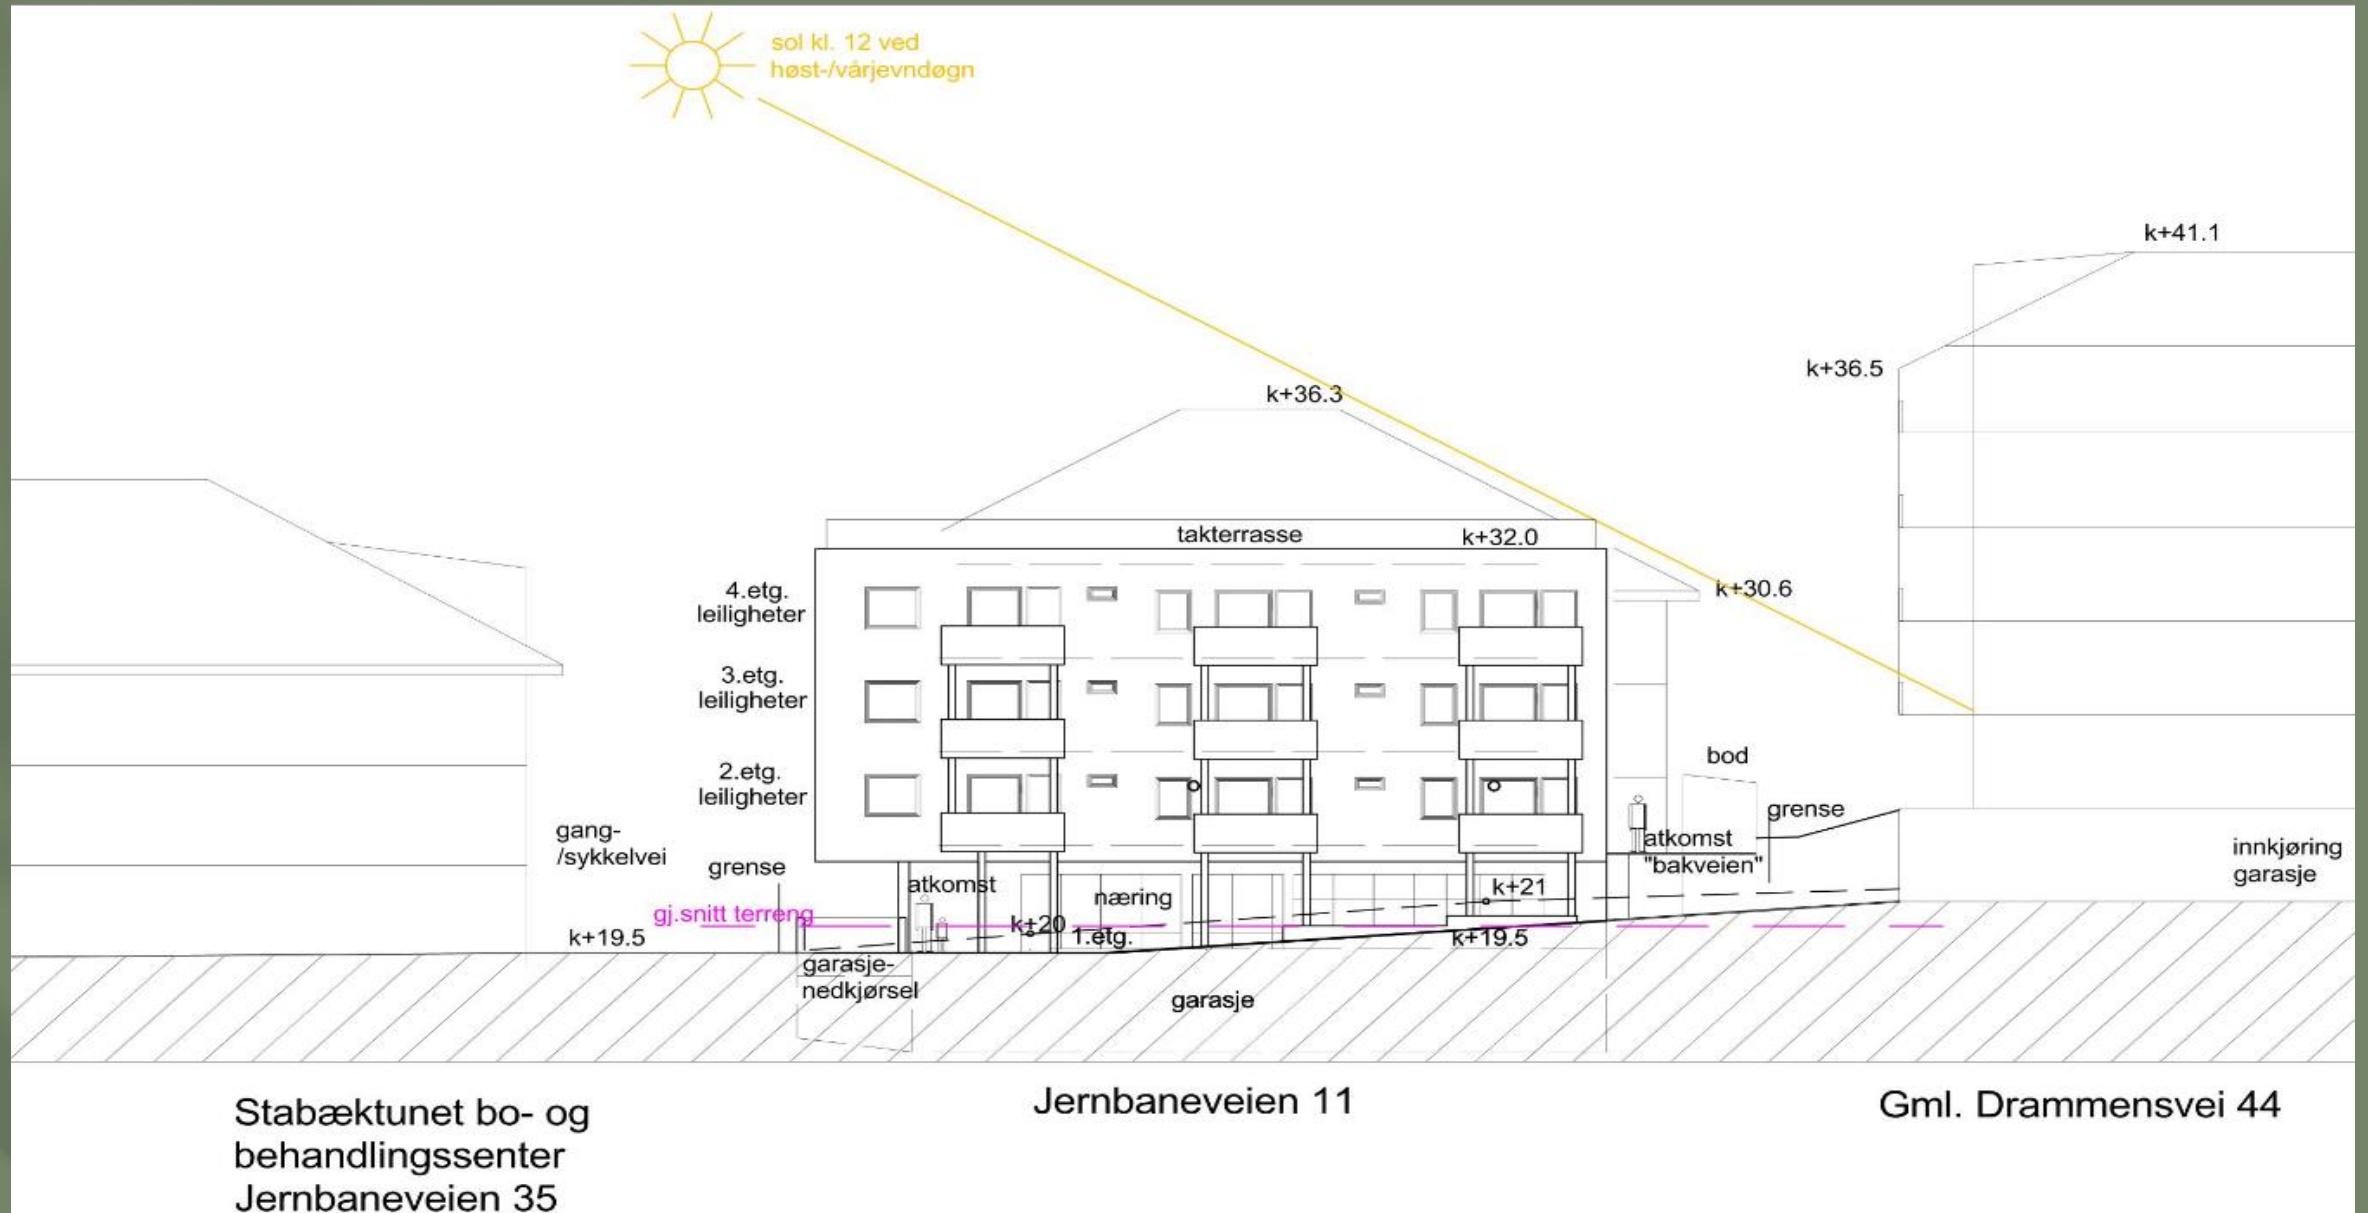 sol kl. 12 ved
høst-/vårjevndøgn
k+41.1
k+36.5
k+36.3
takterrasse
k+32.0
k+30.6
4.etg.
leiligheter
3.etg.
leiligheter
2.etg.
leiligheter
bod
grense
gang-
/sykkelvei
grense
atkomst
"bakveien"
innkjøring
garasje
atkomst
næring
k+21
gj.snitt terreng
k+20
1.etg.
k+19.5
k+19.5
garasje-
nedkjørsel
garasje
Stabæktunet bo- og
behandlingssenter
Jernbaneveien 35
Jernbaneveien 11
Gml. Drammensvei 44